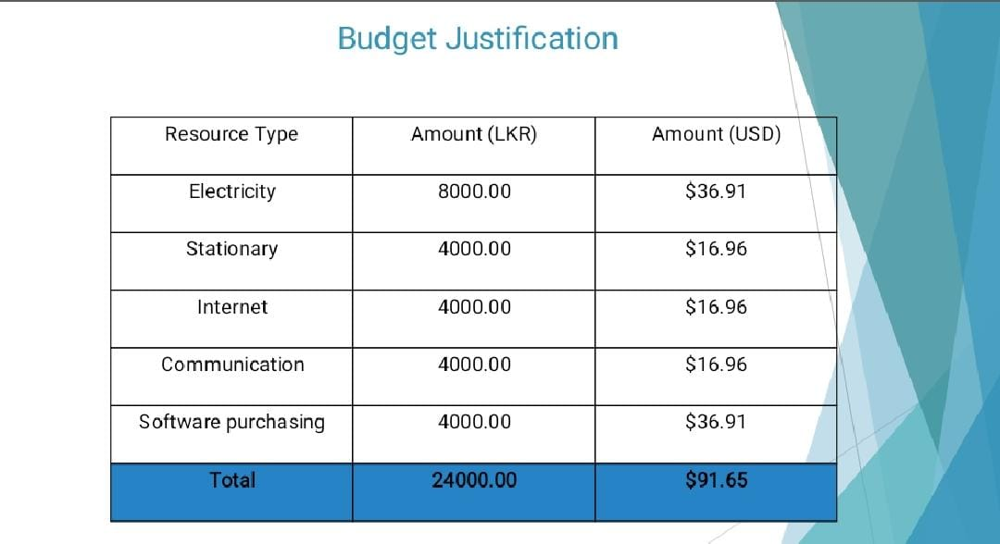 Budget Justification
Resource Type Amount (LKR) Amount (USD)
Electricity 8000.00 $36.91
Stationary 4000.00 $16.96
Internet 4000.00 $16.96
Communication 4000.00 $16.96
Software purchasing 4000.00 $36.91
Total 24000.00 $91.65